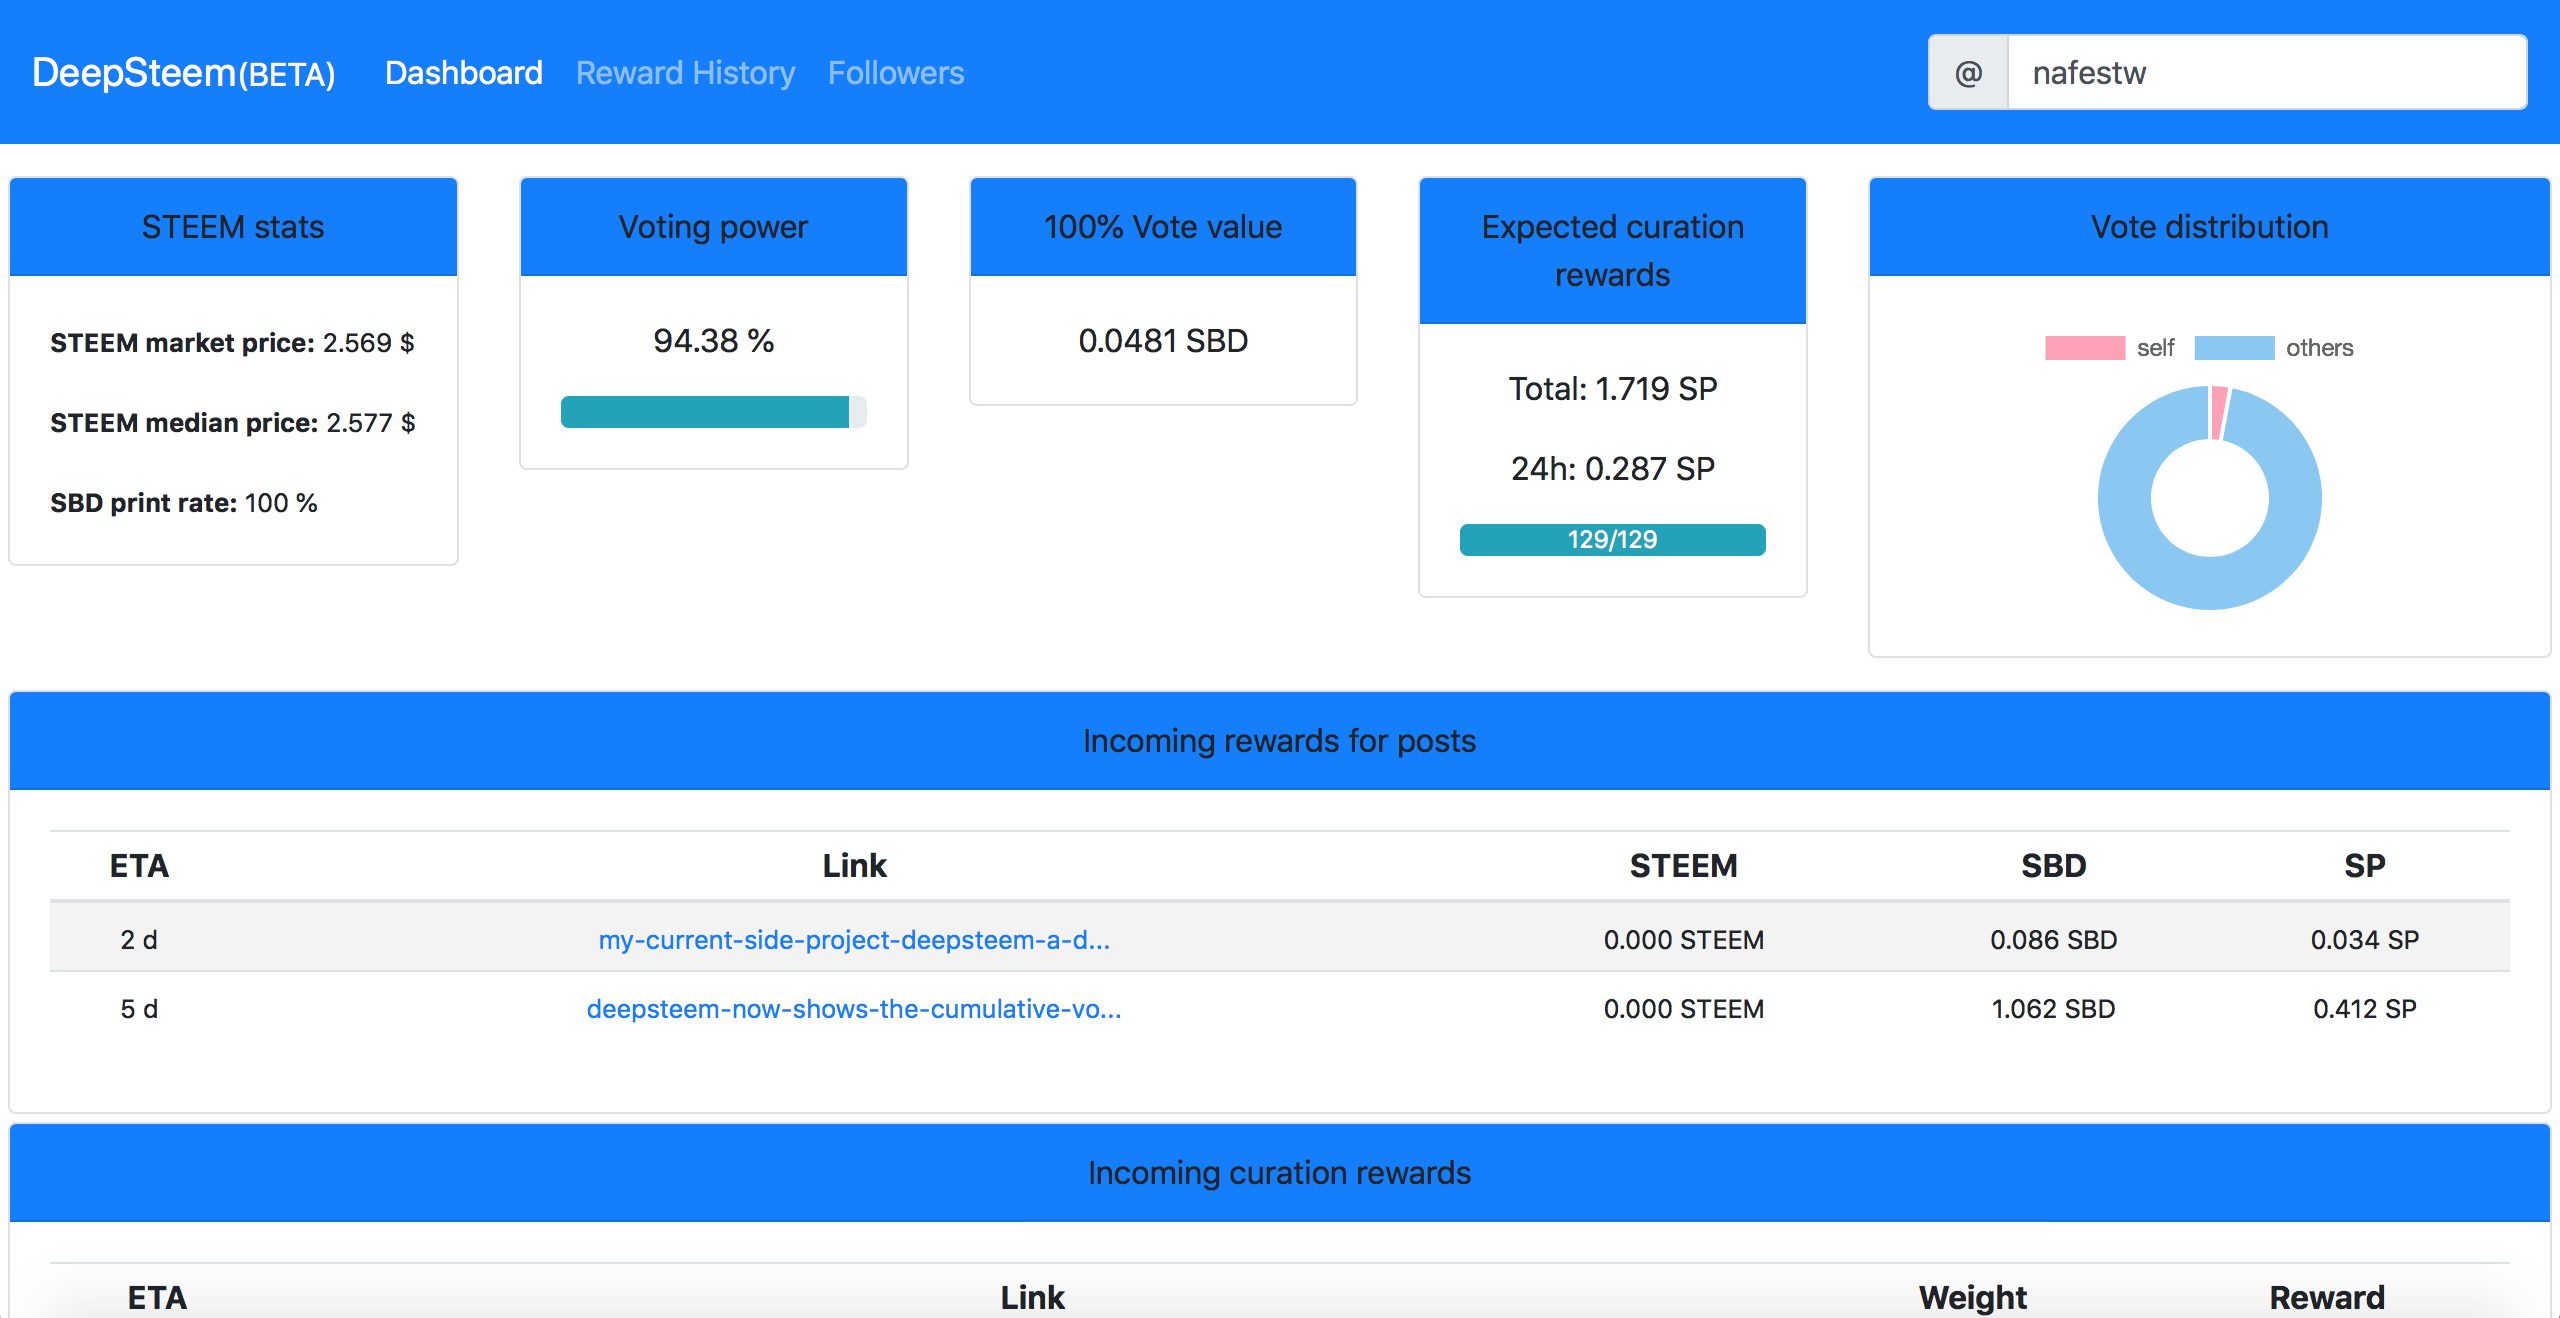 DeepSteem(BETA) Dashboard Reward History Followers @ nafestw
STEEM stats
STEEM market price: 2.569 $
STEEM median price: 2.577 $
SBD print rate: 100 %
Voting power
94.38 %
100% Vote value
0.0481 SBD
Expected curation
rewards
Total: 1.719 SP
24h: 0.287 SP
129/129
Vote distribution
self others
Incoming rewards for posts
ETA Link STEEM SBD SP
2 d my-current-side-project-deepsteem-a-d... 0.000 STEEM 0.086 SBD 0.034 SP
5 d deepsteem-now-shows-the-cumulative-vo... 0.000 STEEM 1.062 SBD 0.412 SP
Incoming curation rewards
ETA Link Weight Reward